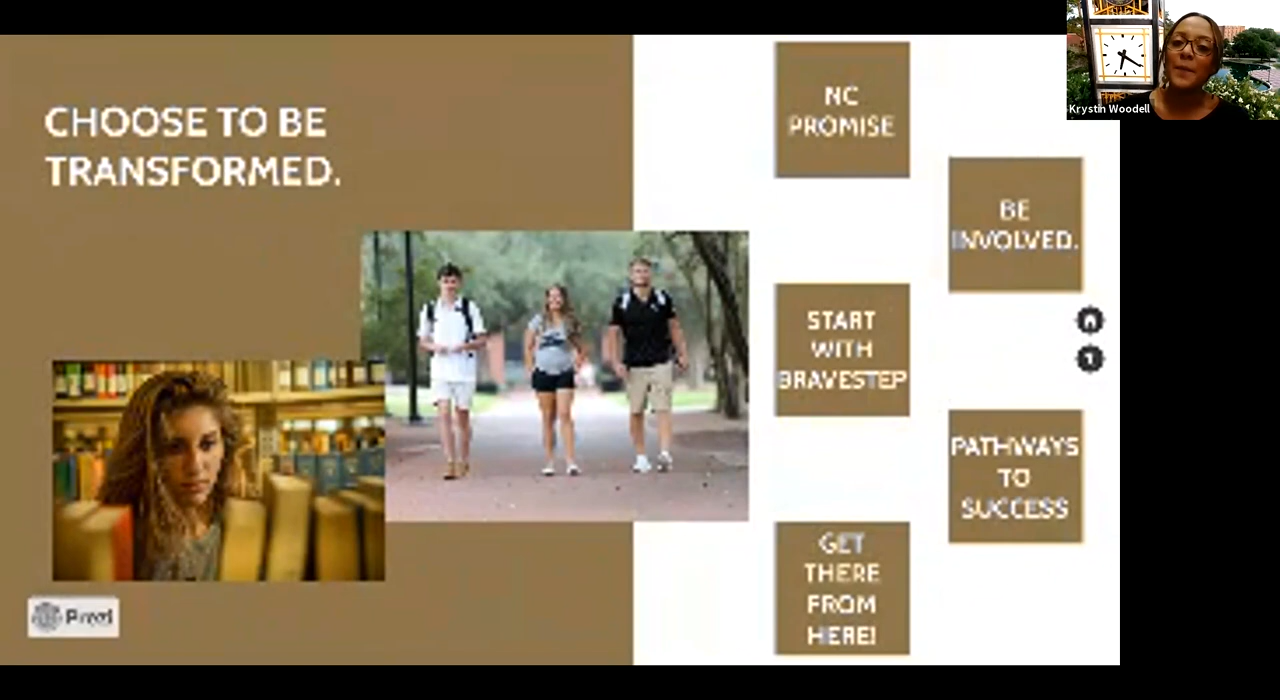 CHOOSE TO BE
TRANSFORMED.
NC
PROMISE
BE
INVOLVED.
START
WITH
BRAVESTEP
PATHWAYS
TO
SUCCESS
GET
THERE
FROM
HERE!
Prezi
Krystin Woodell